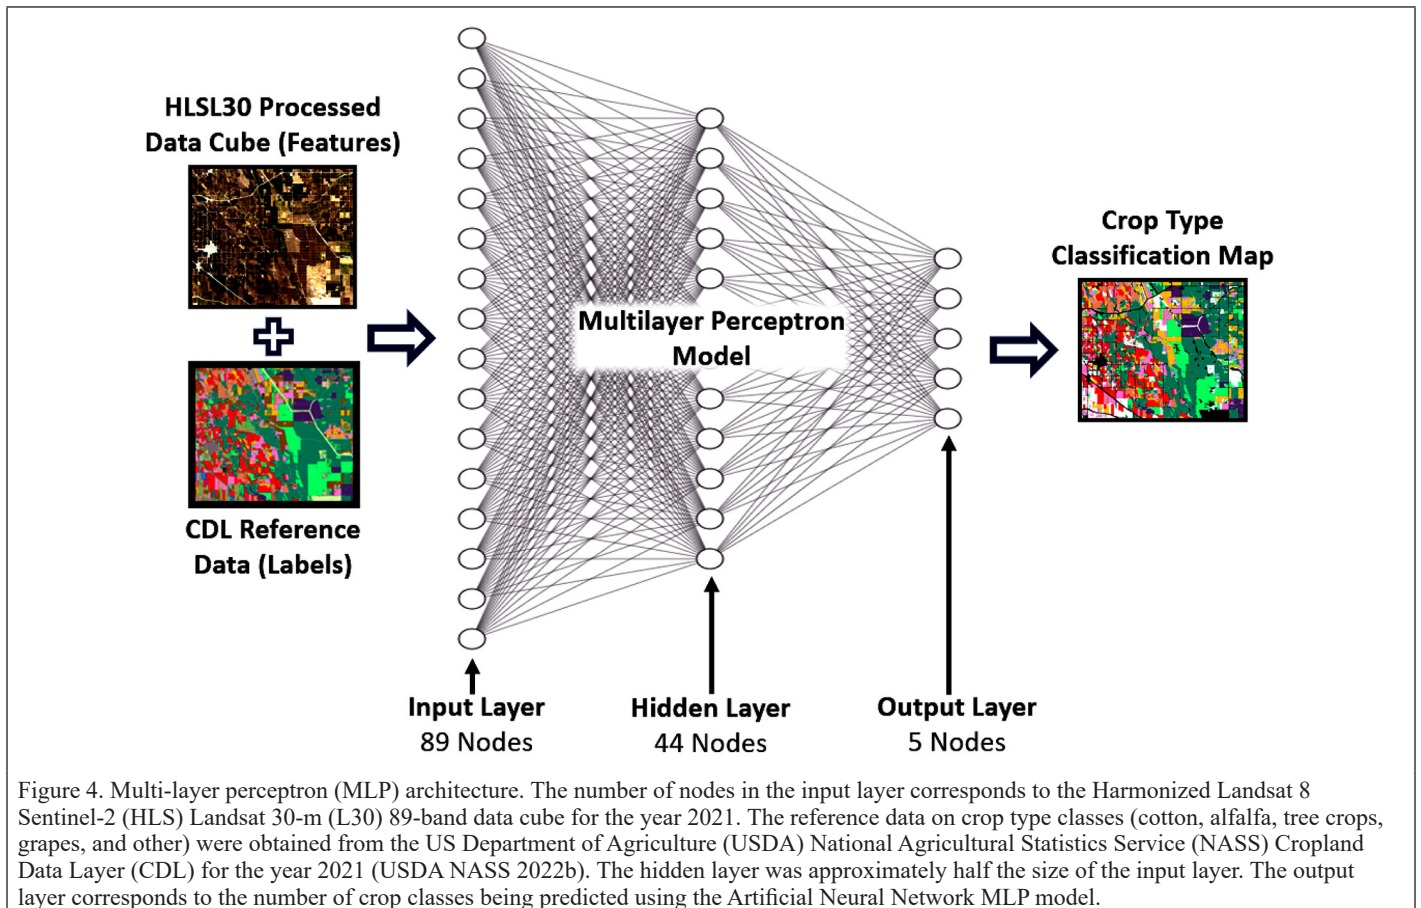 HLSL30 Processed
Data Cube (Features)
CDL Reference
Data (Labels)
Multilayer Perceptron
Model
Crop Type
Classification Map
Input Layer
89 Nodes
Hidden Layer
44 Nodes
Output Layer
5 Nodes
Figure 4. Multi-layer perceptron (MLP) architecture. The number of nodes in the input layer corresponds to the Harmonized Landsat 8
Sentinel-2 (HLS) Landsat 30-m (L30) 89-band data cube for the year 2021. The reference data on crop type classes (cotton, alfalfa, tree crops,
grapes, and other) were obtained from the US Department of Agriculture (USDA) National Agricultural Statistics Service (NASS) Cropland
Data Layer (CDL) for the year 2021 (USDA NASS 2022b). The hidden layer was approximately half the size of the input layer. The output
layer corresponds to the number of crop classes being predicted using the Artificial Neural Network MLP model.